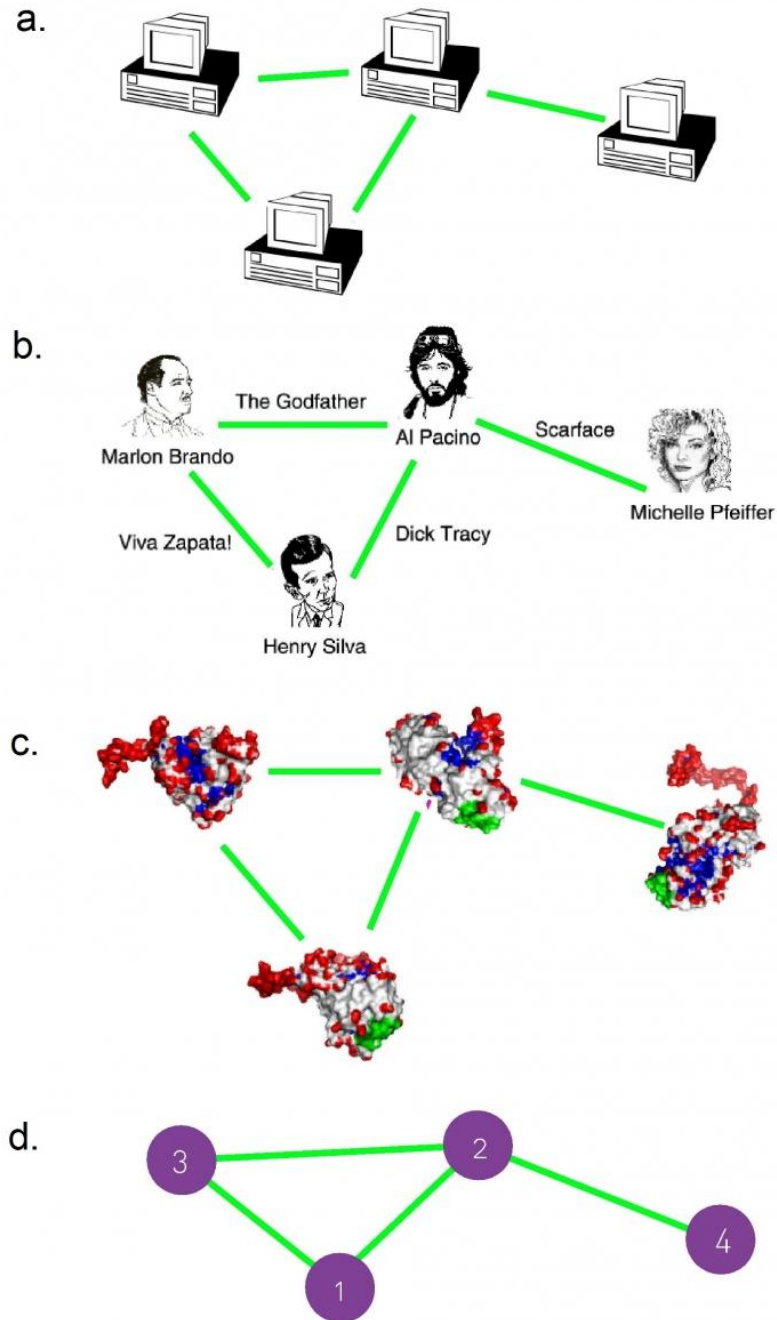 a.
b.
The Godfather
Marlon Brando
Al Pacino
Scarface
Michelle Pfeiffer
Viva Zapata!
Dick Tracy
Henry Silva
c.
d.
3
2
4
1